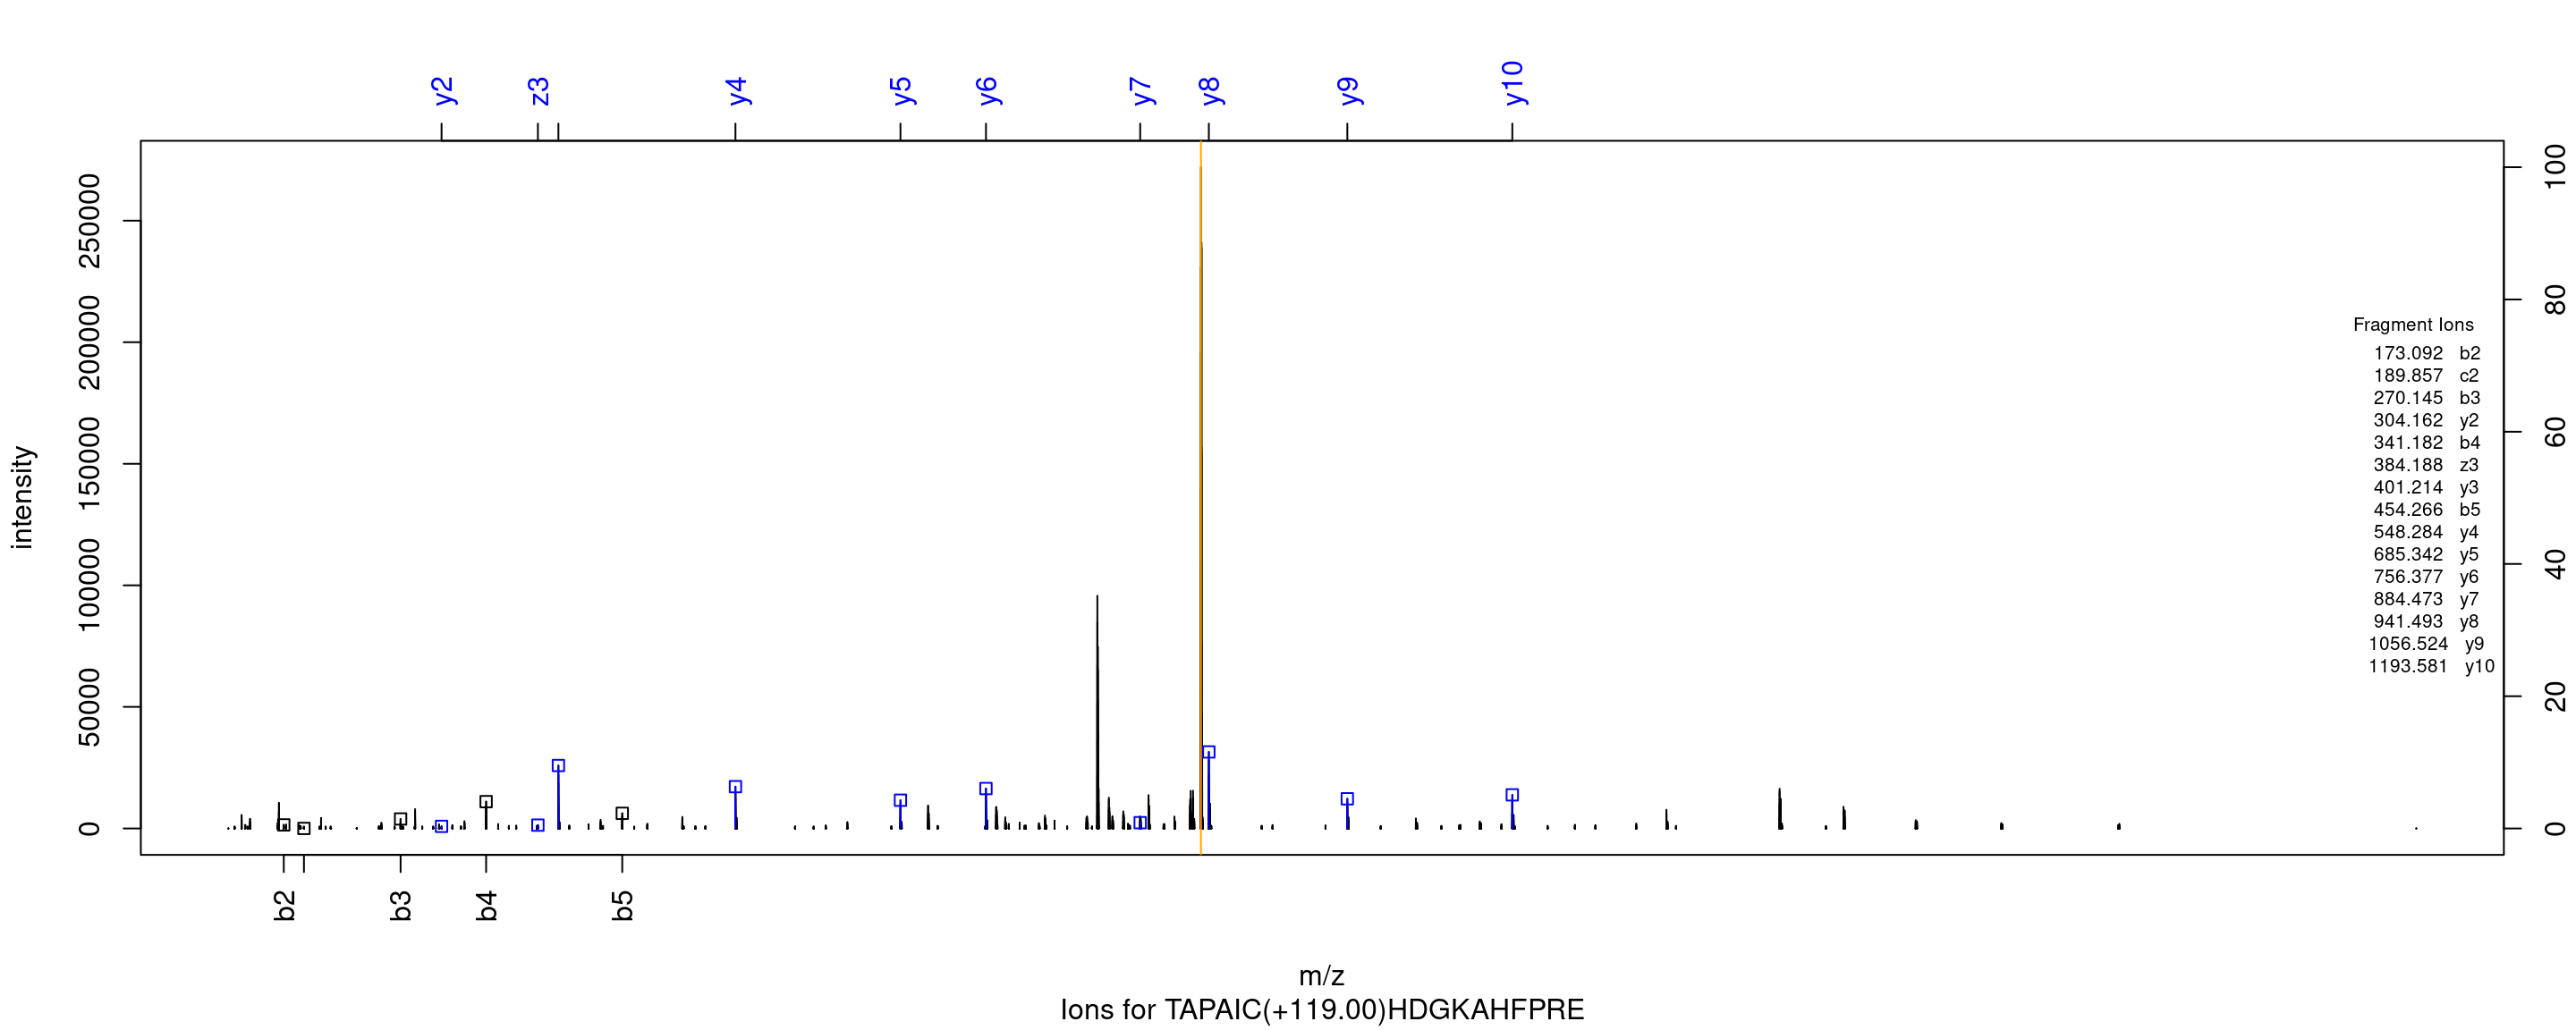 y2 z3 y4 y5 y6 y7 y8 y9 y10
intensity
0 50000 100000 150000 200000 250000
0 20 40 60 80 100
Fragment Ions
173.092 b2
189.857 c2
270.145 b3
304.162 y2
341.182 b4
384.188 z3
401.214 y3
454.266 b5
548.284 y4
685.342 y5
756.377 y6
884.473 y7
941.493 y8
1056.524 y9
1193.581 y10
b2 b3 b4 b5
m/z
Ions for TAPAIC(+119.00)HDGKAHFPRE